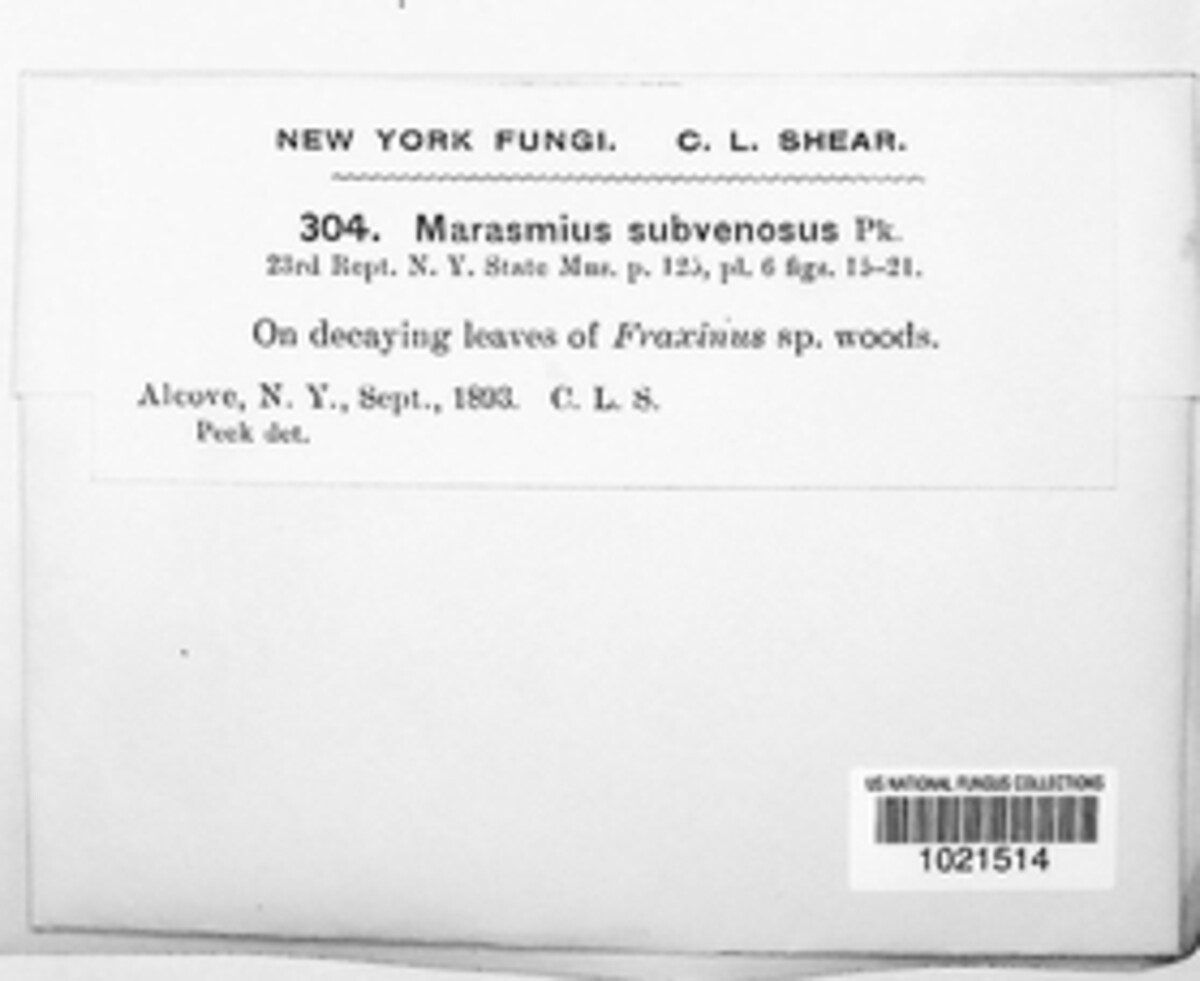 NEW YORK FUNGI. C. L. SHEAR.
304. Marasmius subvenosus Pk.
23rd Rept. N. Y. State Mus. p. 125, pl. 6 figs. 15–21.
On decaying leaves of Fraxinus sp. woods.
Alcove, N. Y., Sept., 1893. C. L. S.
Peck det.
US NATIONAL FUNGUS COLLECTIONS
1021514